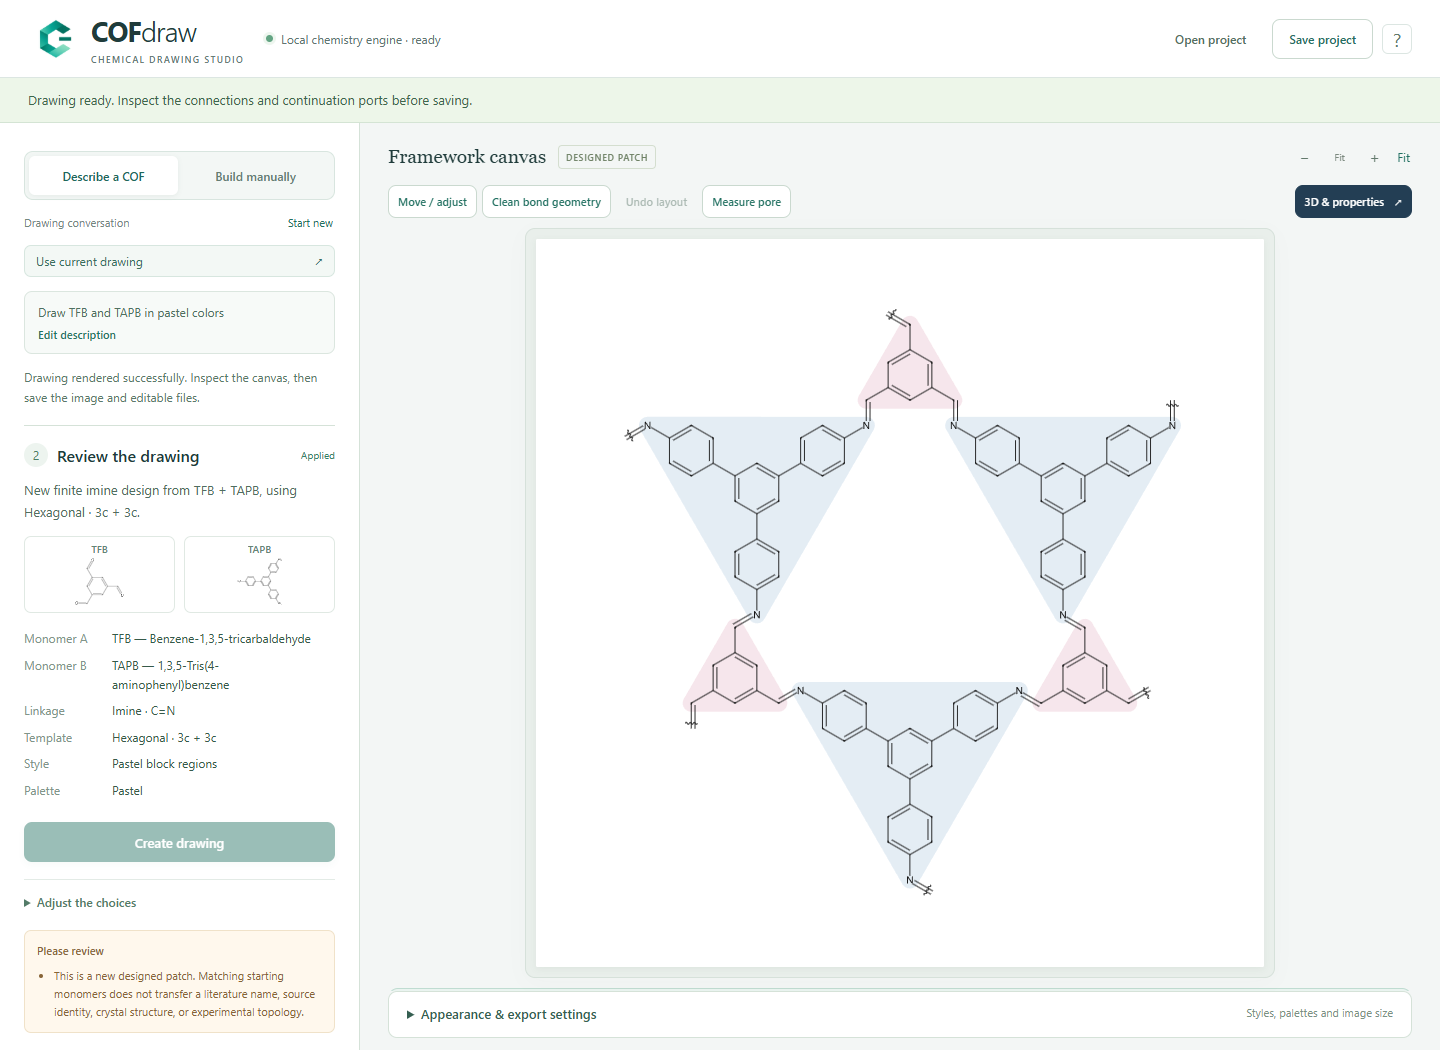 COFdraw
CHEMICAL DRAWING STUDIO
Local chemistry engine · ready
Open project
Save project
?
Drawing ready. Inspect the connections and continuation ports before saving.
Describe a COF
Build manually
Drawing conversation
Start new
Use current drawing ↗
Draw TFB and TAPB in pastel colors
Edit description
Drawing rendered successfully. Inspect the canvas, then
save the image and editable files.
2 Review the drawing
Applied
New finite imine design from TFB + TAPB, using
Hexagonal · 3c + 3c.
TFB
TAPB
Monomer A TFB — Benzene-1,3,5-tricarbaldehyde
Monomer B TAPB — 1,3,5-Tris(4-
aminophenyl)benzene
Linkage Imine · C=N
Template Hexagonal · 3c + 3c
Style Pastel block regions
Palette Pastel
Create drawing
▶ Adjust the choices
Please review
• This is a new designed patch. Matching starting
monomers does not transfer a literature name, source
identity, crystal structure, or experimental topology.
Framework canvas
DESIGNED PATCH
− Fit + Fit
Move / adjust
Clean bond geometry
Undo layout
Measure pore
3D & properties ↗
N
N
N
N
N
N
N
N
N
▶ Appearance & export settings
Styles, palettes and image size